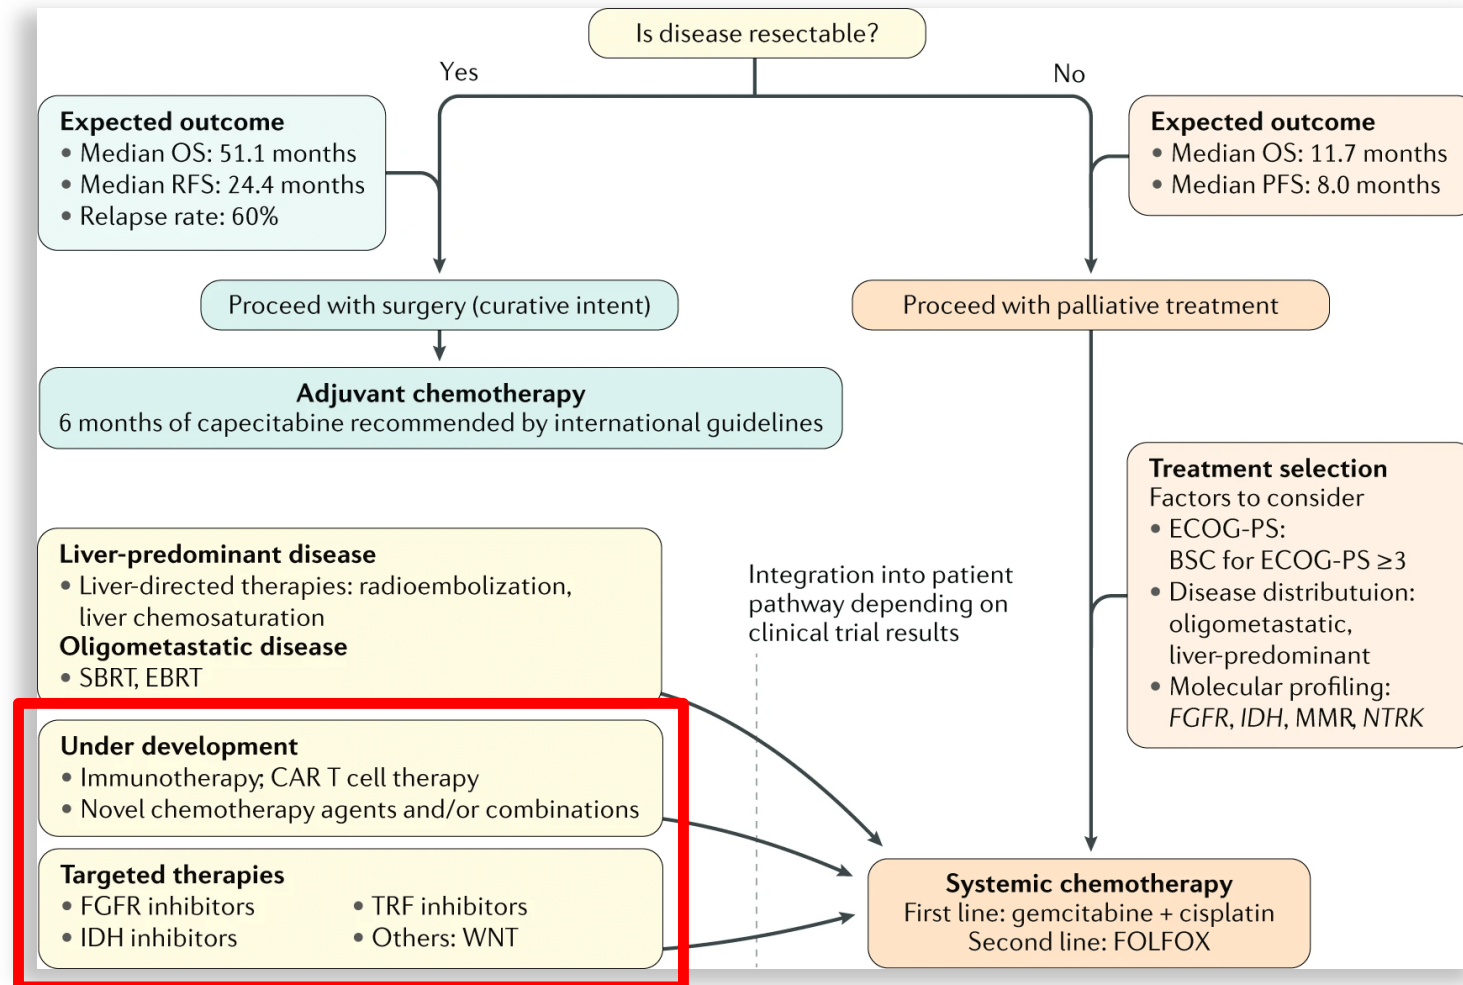 Is disease resectable?
Yes
No
Expected outcome
• Median OS: 51.1 months
• Median RFS: 24.4 months
• Relapse rate: 60%
Expected outcome
• Median OS: 11.7 months
• Median PFS: 8.0 months
Proceed with surgery (curative intent)
Proceed with palliative treatment
Adjuvant chemotherapy
6 months of capecitabine recommended by international guidelines
Treatment selection
Factors to consider
• ECOG-PS:
BSC for ECOG-PS ≥3
• Disease distributuion:
oligometastatic,
liver-predominant
• Molecular profiling:
FGFR, IDH, MMR, NTRK
Liver-predominant disease
• Liver-directed therapies: radioembolization,
liver chemosaturation
Oligometastatic disease
• SBRT, EBRT
Integration into patient
pathway depending on
clinical trial results
Under development
• Immunotherapy; CAR T cell therapy
• Novel chemotherapy agents and/or combinations
Targeted therapies
• FGFR inhibitors
• IDH inhibitors
• TRF inhibitors
• Others: WNT
Systemic chemotherapy
First line: gemcitabine + cisplatin
Second line: FOLFOX